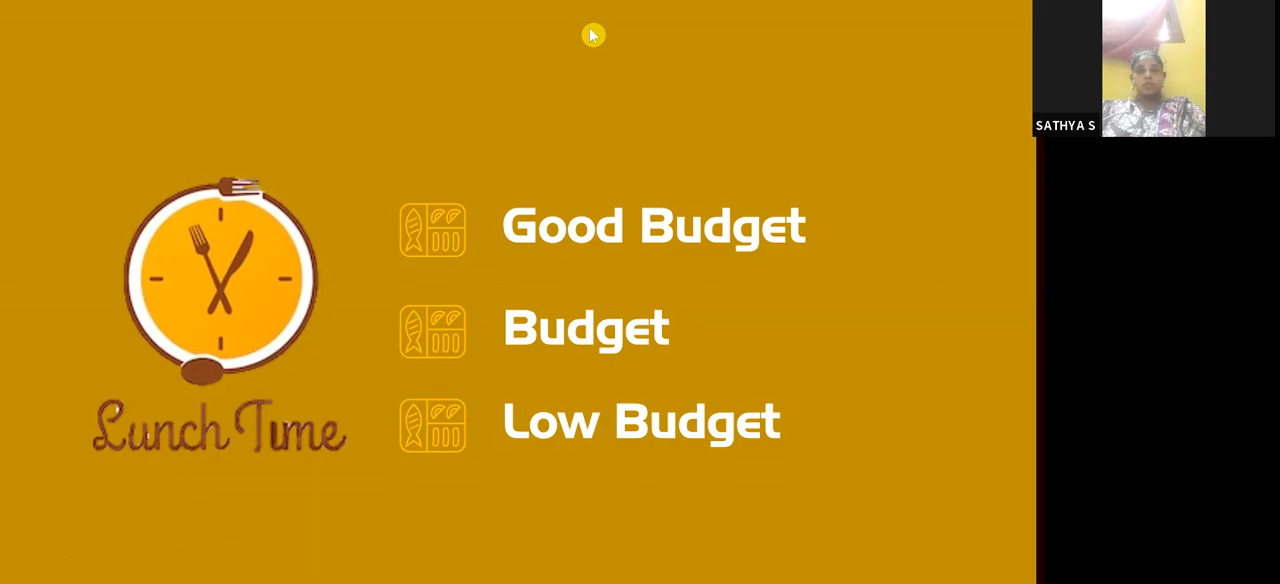 SATHYA S
Good Budget
Budget
Low Budget
Lunch Time